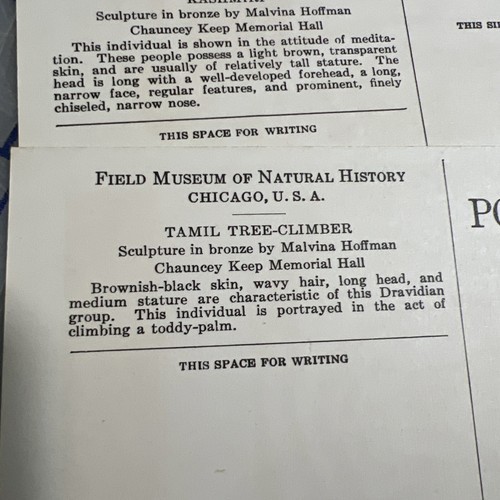 KASHMIRI
Sculpture in bronze by Malvina Hoffman
Chauncey Keep Memorial Hall
This individual is shown in the attitude of medita-
tion. These people possess a light brown, transparent
skin, and are usually of relatively tall stature. The
head is long with a well-developed forehead, a long,
narrow face, regular features, and prominent, finely
chiseled, narrow nose.
THIS SPACE FOR WRITING
THIS SI
FIELD MUSEUM OF NATURAL HISTORY
CHICAGO, U. S. A.
TAMIL TREE-CLIMBER
Sculpture in bronze by Malvina Hoffman
Chauncey Keep Memorial Hall
Brownish-black skin, wavy hair, long head, and
medium stature are characteristic of this Dravidian
group. This individual is portrayed in the act of
climbing a toddy-palm.
THIS SPACE FOR WRITING
PO